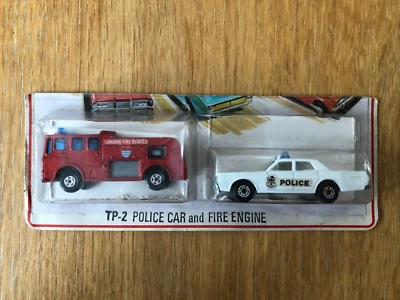 LONDON FIRE SERVICE
POLICE
TP-2 POLICE CAR and FIRE ENGINE